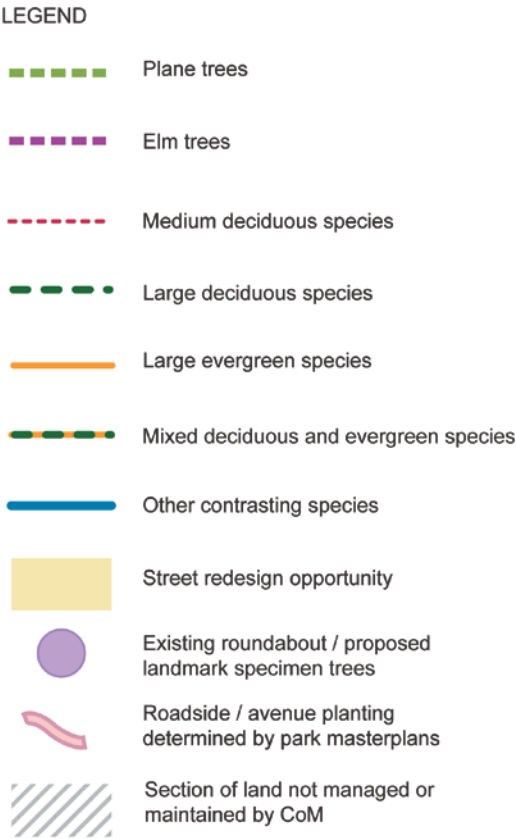 LEGEND
Plane trees
Elm trees
Medium deciduous species
Large deciduous species
Large evergreen species
Mixed deciduous and evergreen species
Other contrasting species
Street redesign opportunity
Existing roundabout / proposed
landmark specimen trees
Roadside / avenue planting
determined by park masterplans
Section of land not managed or
maintained by CoM